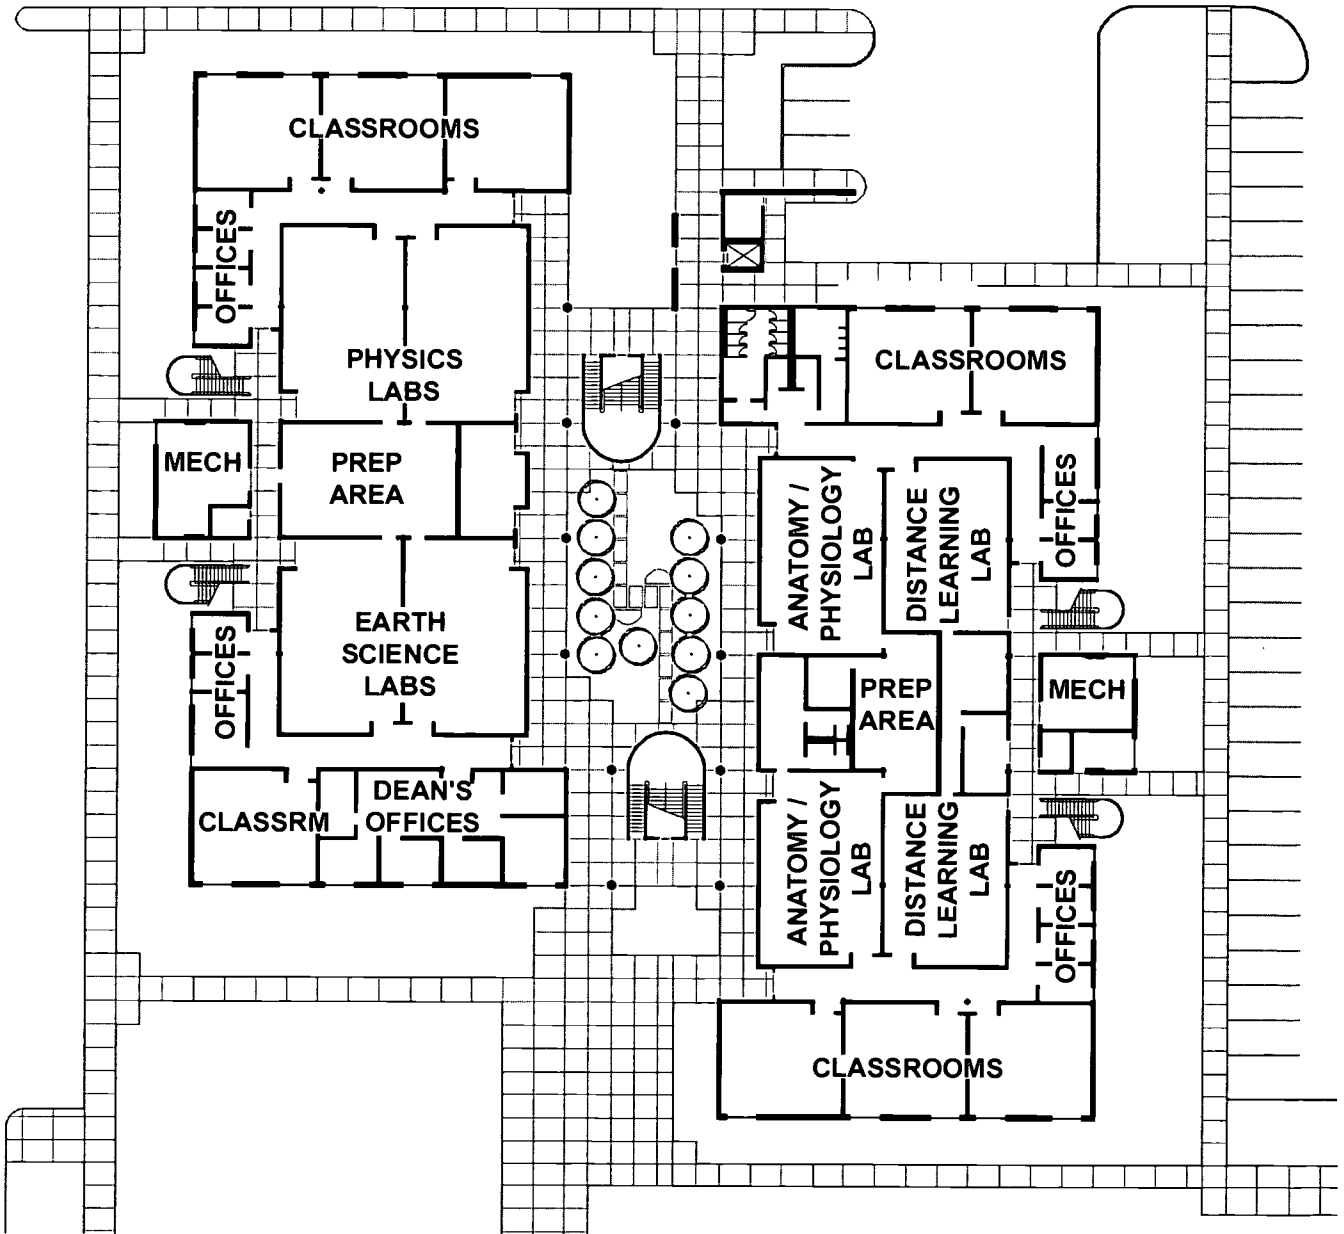 CLASSROOMS
OFFICES
PHYSICS
LABS
MECH
PREP
AREA
EARTH
SCIENCE
LABS
OFFICES
CLASSRM
DEAN'S
OFFICES
CLASSROOMS
OFFICES
ANATOMY /
PHYSIOLOGY
LAB
DISTANCE
LEARNING
LAB
PREP
AREA
MECH
ANATOMY /
PHYSIOLOGY
LAB
DISTANCE
LEARNING
LAB
OFFICES
CLASSROOMS